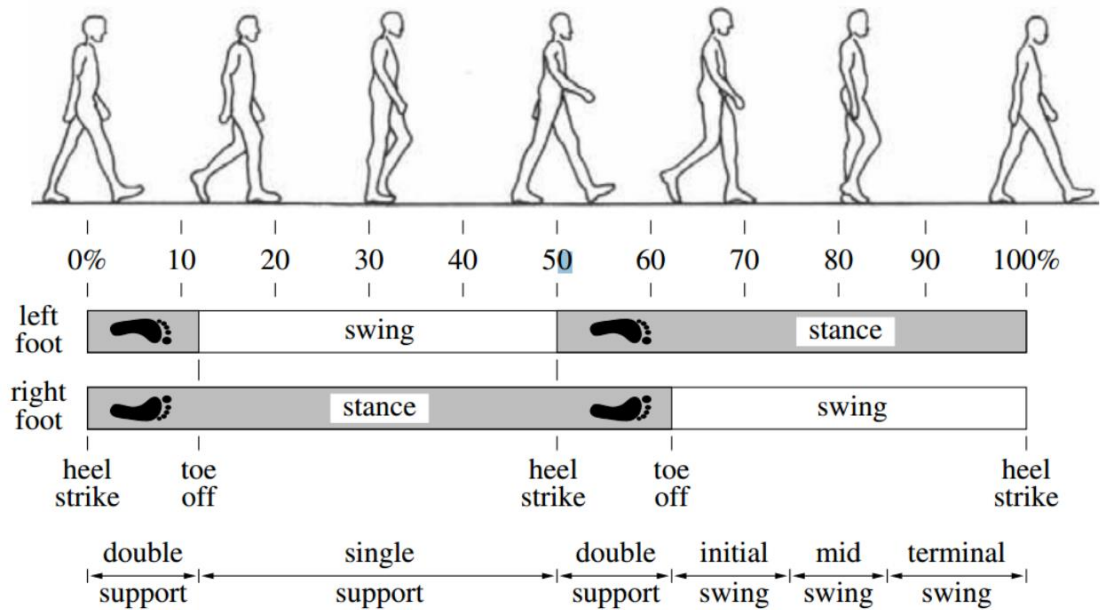 0% 10 20 30 40 50 60 70 80 90 100%
left
foot
swing
stance
right
foot
stance
swing
heel
strike
toe
off
heel
strike
toe
off
heel
strike
double
support
single
support
double
support
initial
swing
mid
swing
terminal
swing